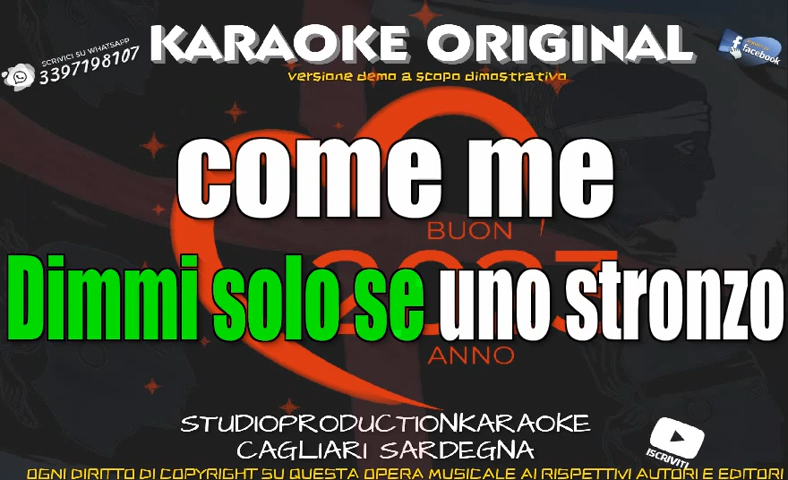 SCRIVICI SU WHATSAPP
3397198107
KARAOKE ORIGINAL
versione demo a scopo dimostrativo
facebook
come me
BUON
2023
Dimmi solo se uno stronzo
ANNO
STUDIOPRODUCTIONKARAOKE
CAGLIARI SARDEGNA
ISCRIVITI
OGNI DIRITTO DI COPYRIGHT SU QUESTA OPERA MUSICALE AI RISPETTIVI AUTORI E EDITORI